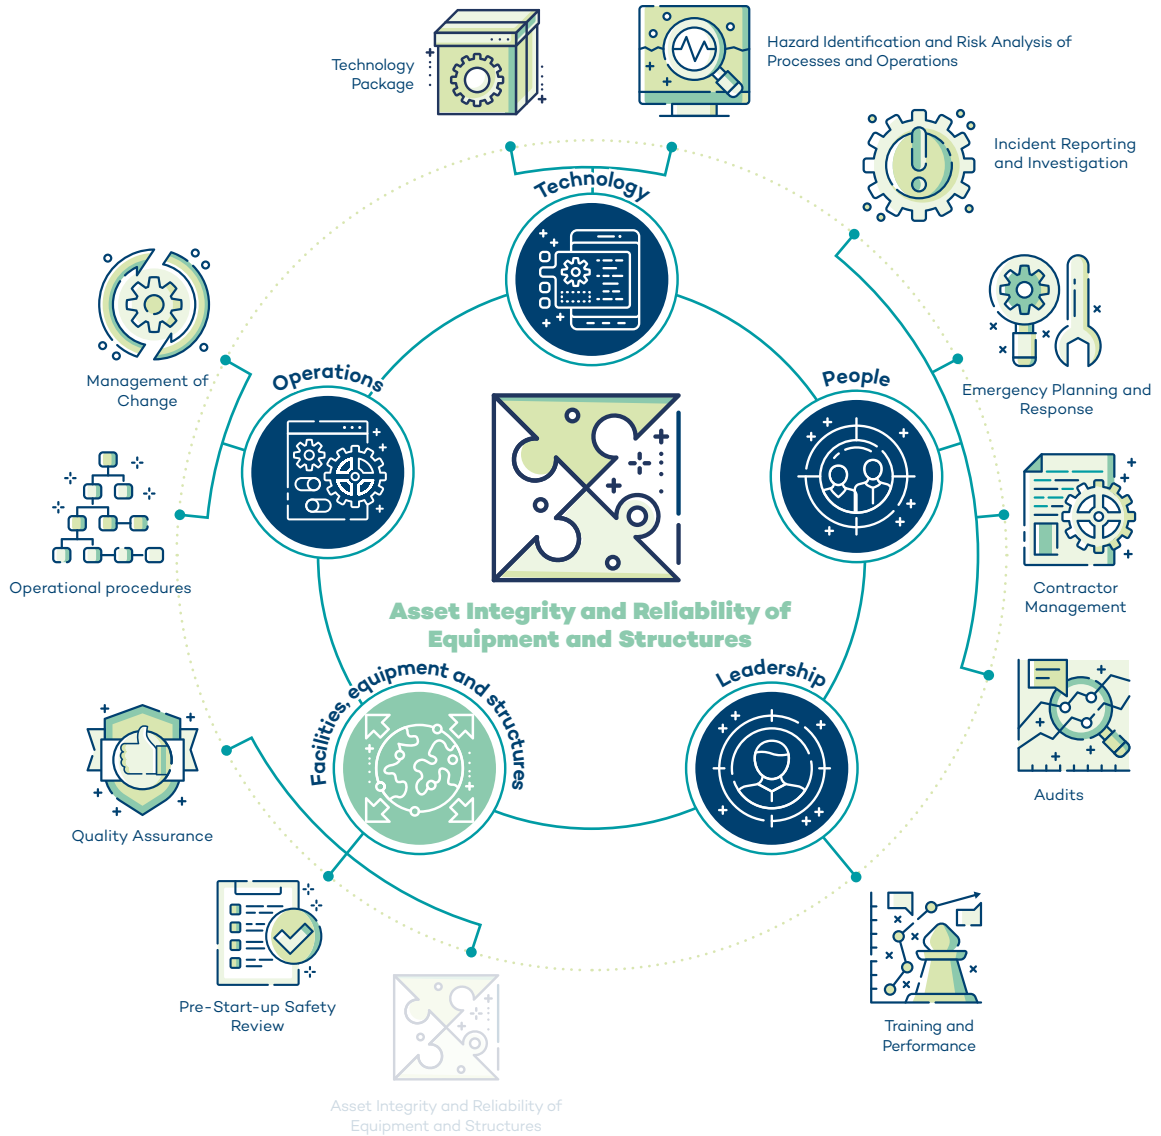 Technology
Package
Hazard Identification and Risk Analysis of
Processes and Operations
Incident Reporting
and Investigation
Technology
Management of
Change
Operations
People
Emergency Planning and
Response
Operational procedures
Contractor
Management
Asset Integrity and Reliability of
Equipment and Structures
Facilities, equipment and structures
Leadership
Quality Assurance
Audits
Pre-Start-up Safety
Review
Training and
Performance
Asset Integrity and Reliability of
Equipment and Structures